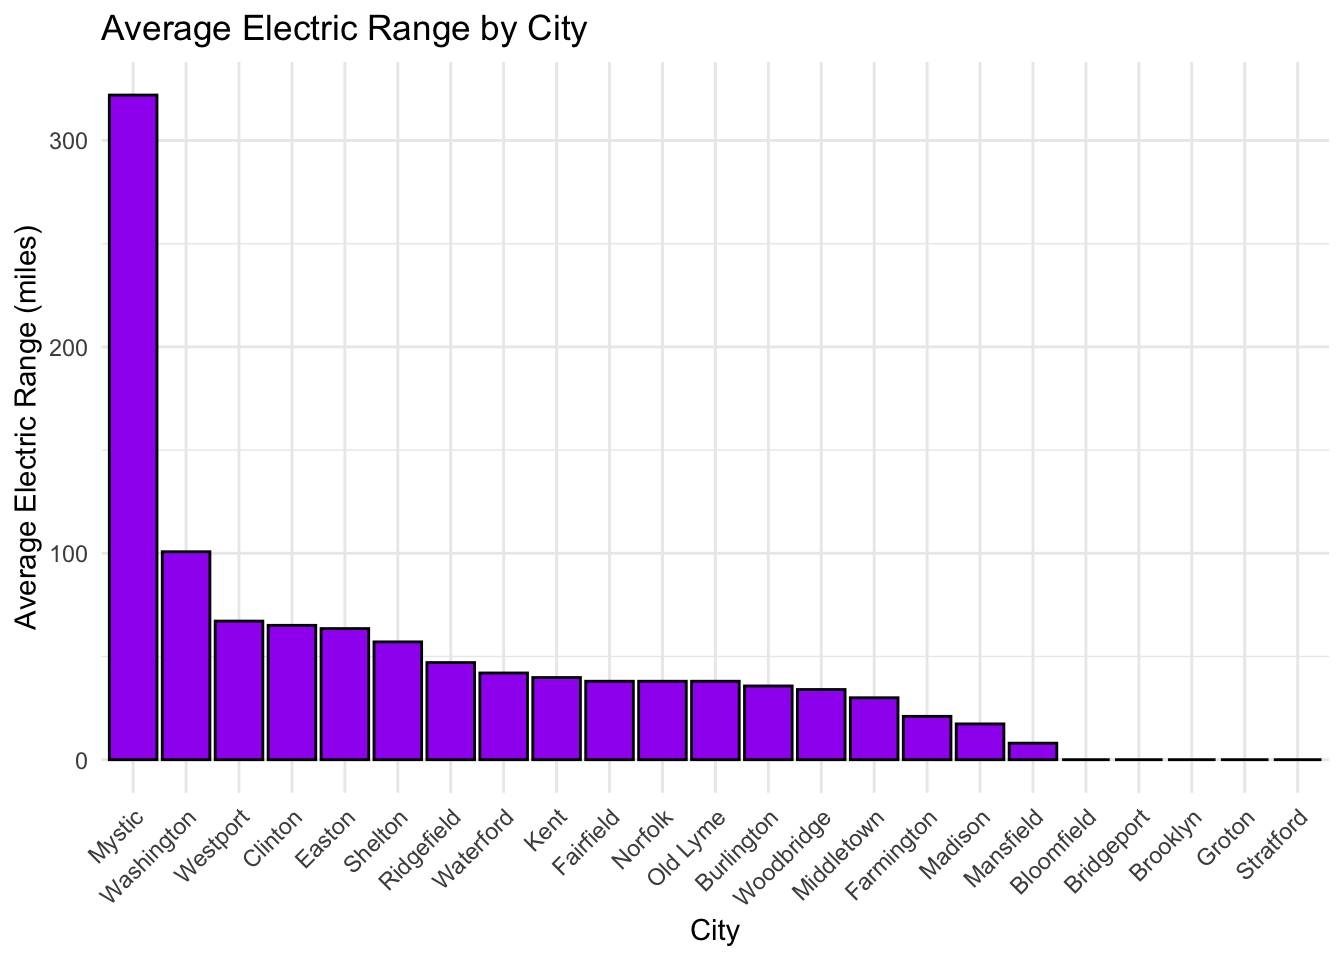 Average Electric Range by City
Average Electric Range (miles)
300
200
100
0
Mystic
Washington
Westport
Clinton
Easton
Shelton
Ridgefield
Waterford
Kent
Fairfield
Norfolk
Old Lyme
Burlington
Woodbridge
Middletown
Farmington
Madison
Mansfield
Bloomfield
Bridgeport
Brooklyn
Groton
Stratford
City